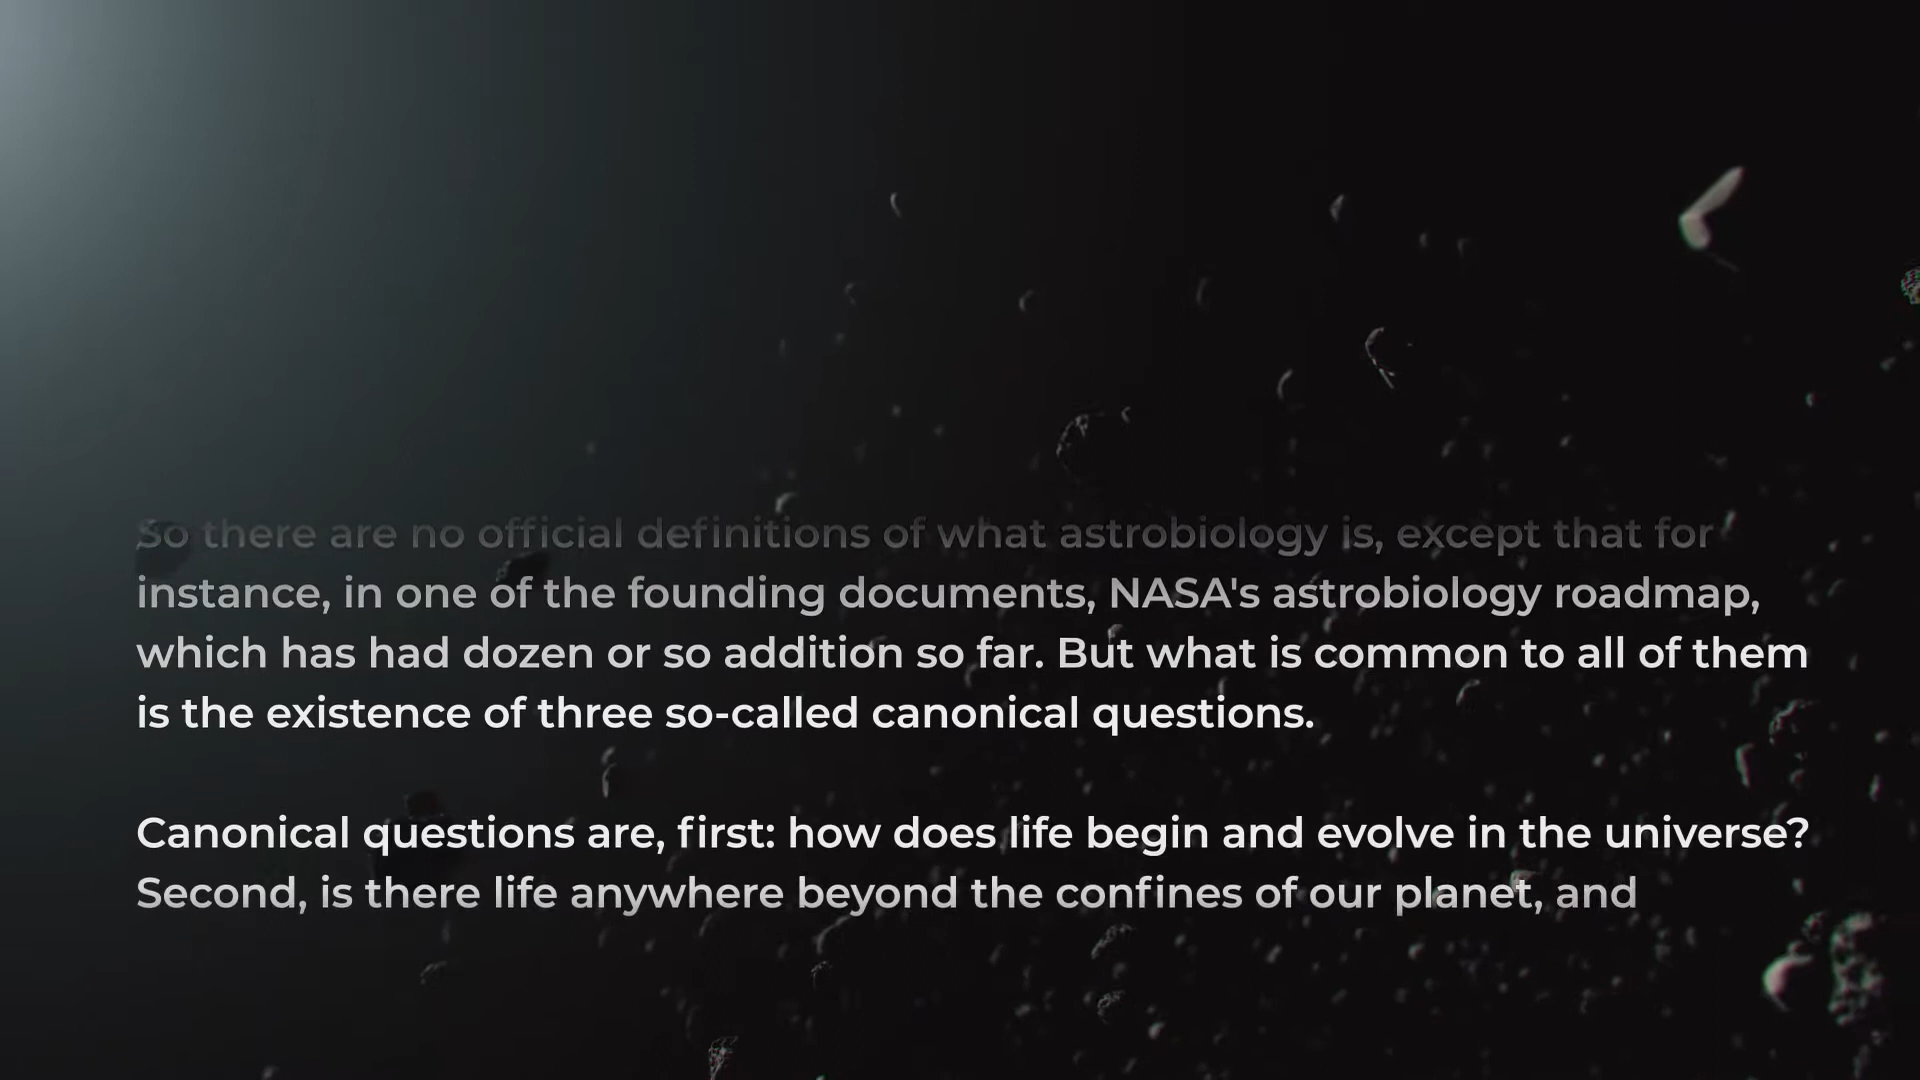 So there are no official definitions of what astrobiology is, except that for
instance, in one of the founding documents, NASA's astrobiology roadmap,
which has had dozen or so addition so far. But what is common to all of them
is the existence of three so-called canonical questions.
Canonical questions are, first: how does life begin and evolve in the universe?
Second, is there life anywhere beyond the confines of our planet, and